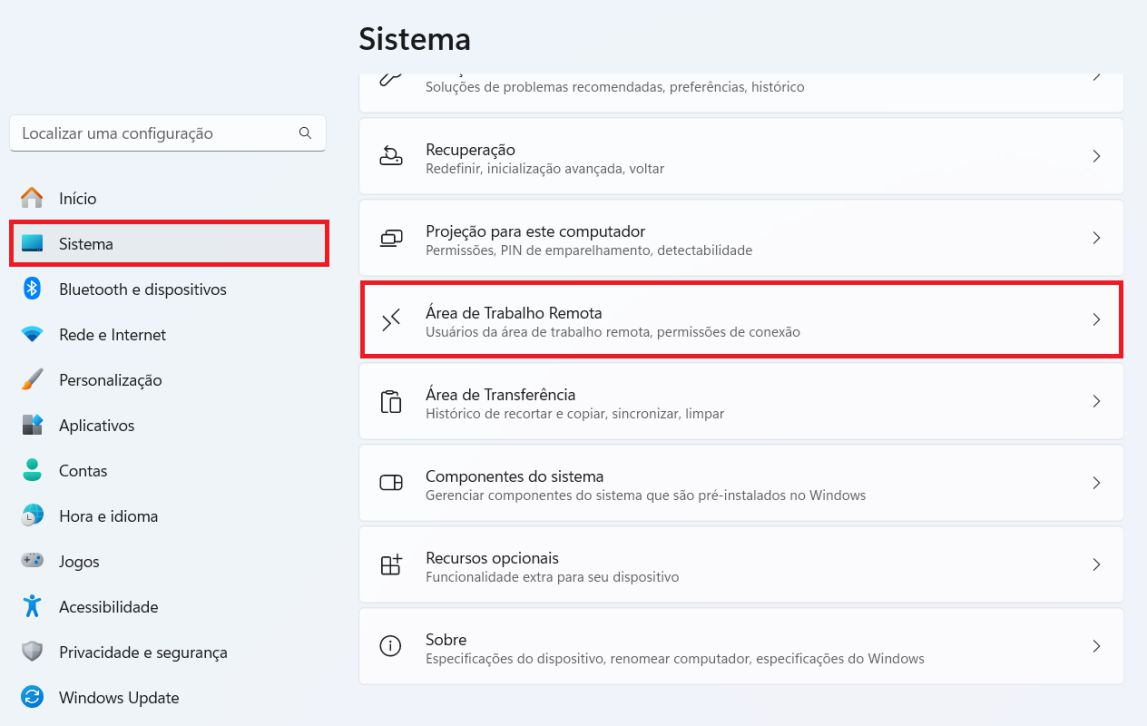 Sistema
Localizar uma configuração
Início
Sistema
Bluetooth e dispositivos
Rede e Internet
Personalização
Aplicativos
Contas
Hora e idioma
Jogos
Acessibilidade
Privacidade e segurança
Windows Update
Soluções de problemas recomendadas, preferências, histórico
Recuperação
Redefinir, inicialização avançada, voltar
Projeção para este computador
Permissões, PIN de emparelhamento, detectabilidade
Área de Trabalho Remota
Usuários da área de trabalho remota, permissões de conexão
Área de Transferência
Histórico de recortar e copiar, sincronizar, limpar
Componentes do sistema
Gerenciar componentes do sistema que são pré-instalados no Windows
Recursos opcionais
Funcionalidade extra para seu dispositivo
Sobre
Especificações do dispositivo, renomear computador, especificações do Windows